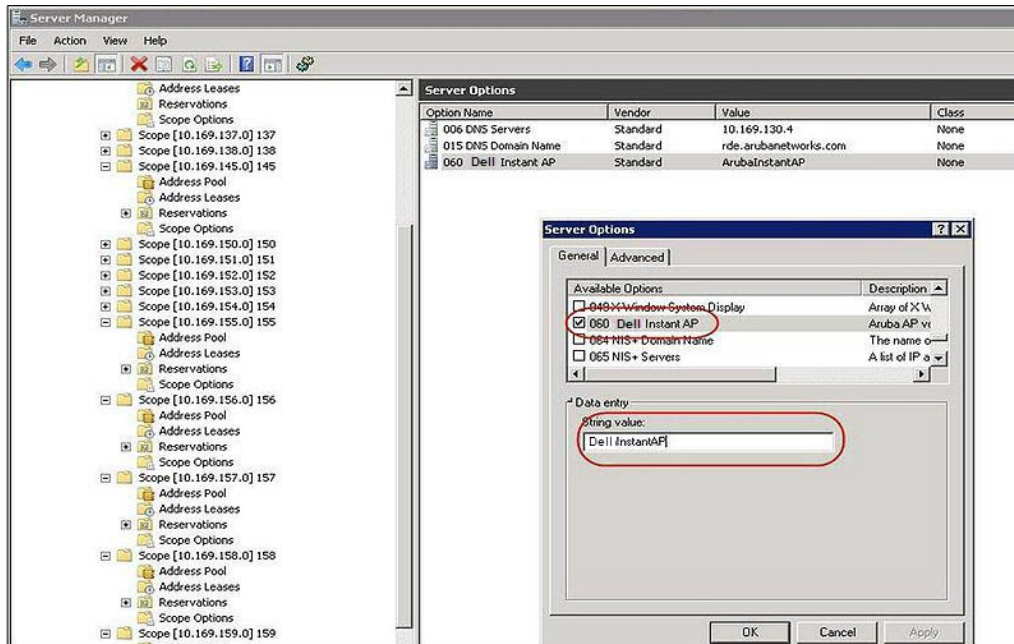 Server Manager
File Action View Help
Address Leases
Reservations
Scope Options
Scope [10.169.137.0] 137
Scope [10.169.138.0] 138
Scope [10.169.145.0] 145
Address Pool
Address Leases
Reservations
Scope Options
Scope [10.169.150.0] 150
Scope [10.169.151.0] 151
Scope [10.169.152.0] 152
Scope [10.169.153.0] 153
Scope [10.169.154.0] 154
Scope [10.169.155.0] 155
Address Pool
Address Leases
Reservations
Scope Options
Scope [10.169.156.0] 156
Address Pool
Address Leases
Reservations
Scope Options
Scope [10.169.157.0] 157
Address Pool
Address Leases
Reservations
Scope Options
Scope [10.169.158.0] 158
Address Pool
Address Leases
Reservations
Scope Options
Scope [10.169.159.0] 159
Server Options
Option Name Vendor Value Class
006 DNS Servers Standard 10.169.130.4 None
015 DNS Domain Name Standard rde.arubanetworks.com None
060 Dell Instant AP Standard ArubaInstantAP None
Server Options
General Advanced
Available Options Description
049 X Window System Display Array of X W
060 Dell Instant AP Aruba AP ve
064 NIS+ Domain Name The name o
065 NIS+ Servers A list of IP a
Data entry
String value:
Dell InstantAP
OK Cancel Apply